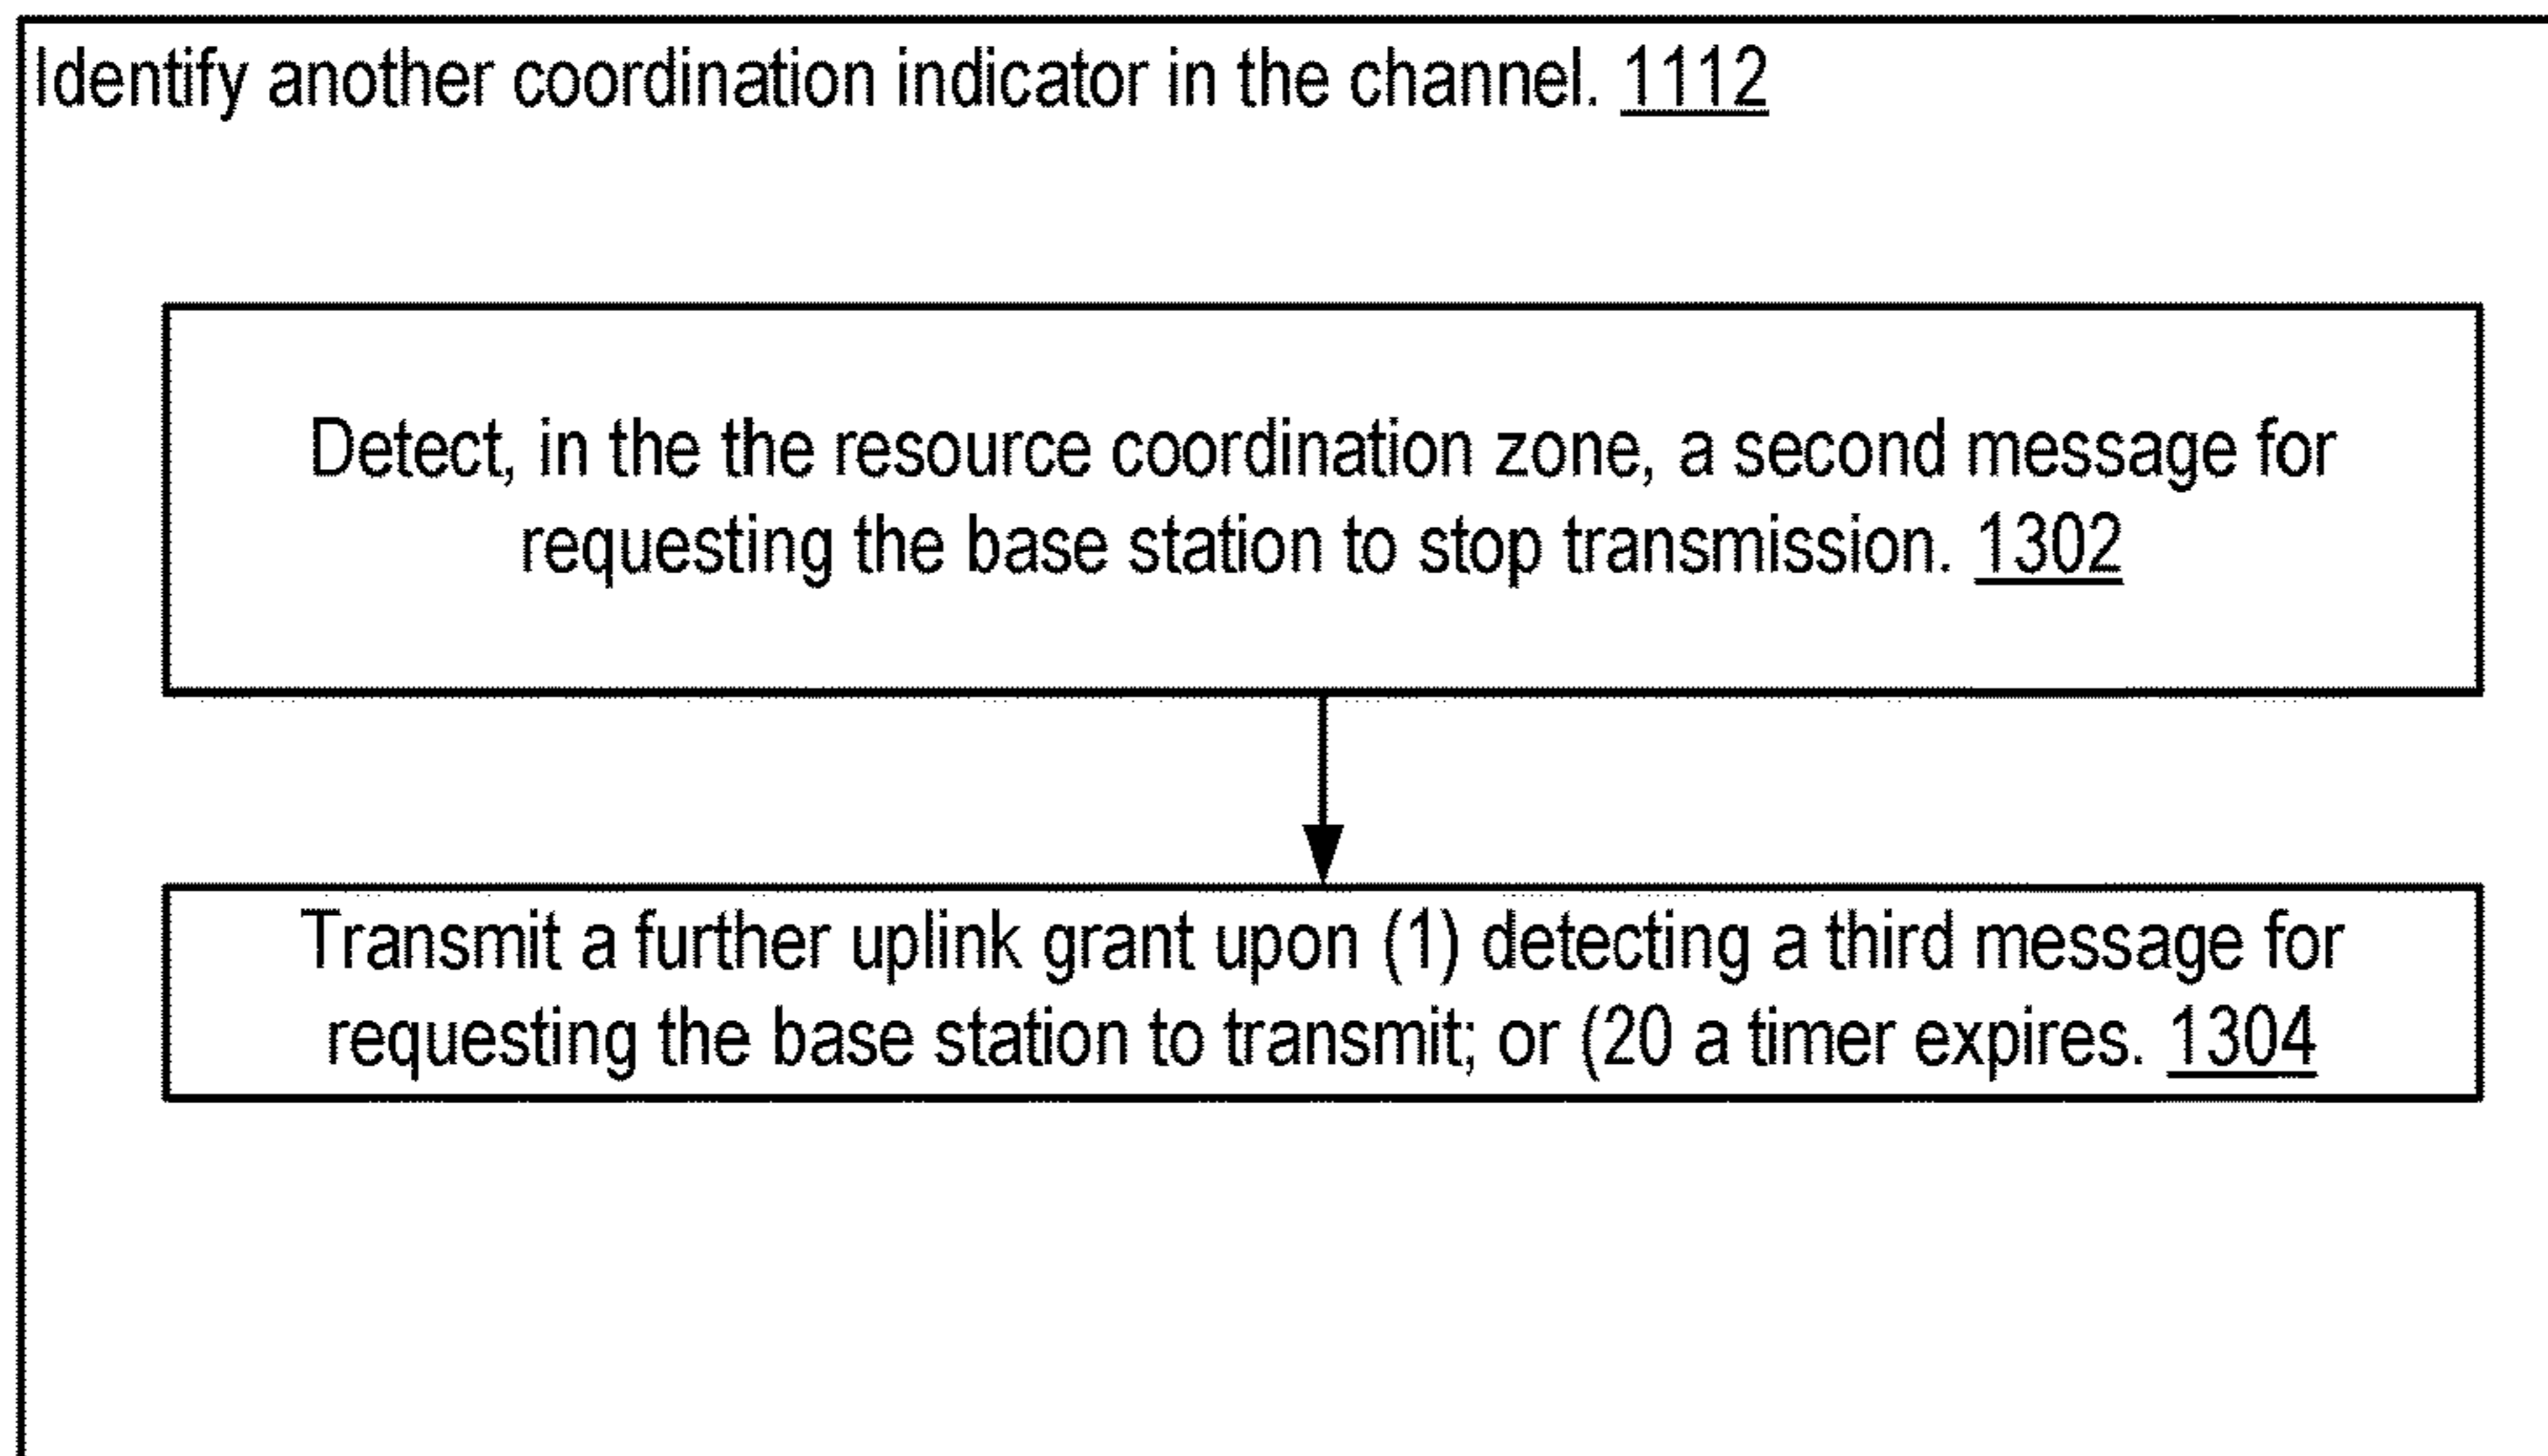 Identify another coordination indicator in the channel. 1112
Detect, in the the resource coordination zone, a second message for
requesting the base station to stop transmission. 1302
Transmit a further uplink grant upon (1) detecting a third message for
requesting the base station to transmit; or (20 a timer expires. 1304